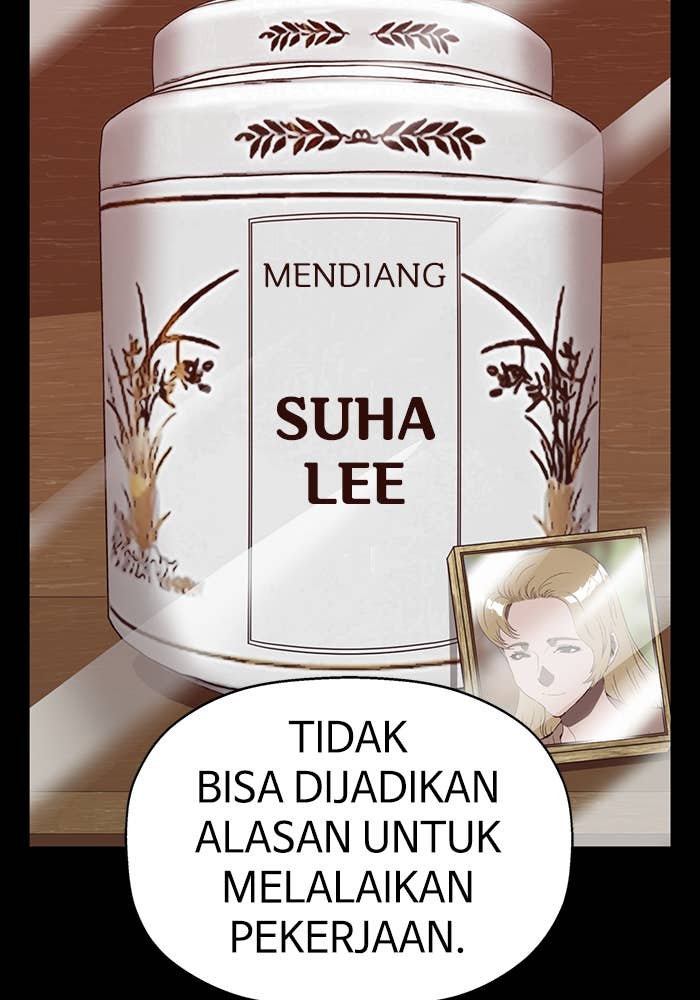 MENDIANG
SUHA
LEE
TIDAK
BISA DIJADIKAN
ALASAN UNTUK
MELALAIKAN
PEKERJAAN.